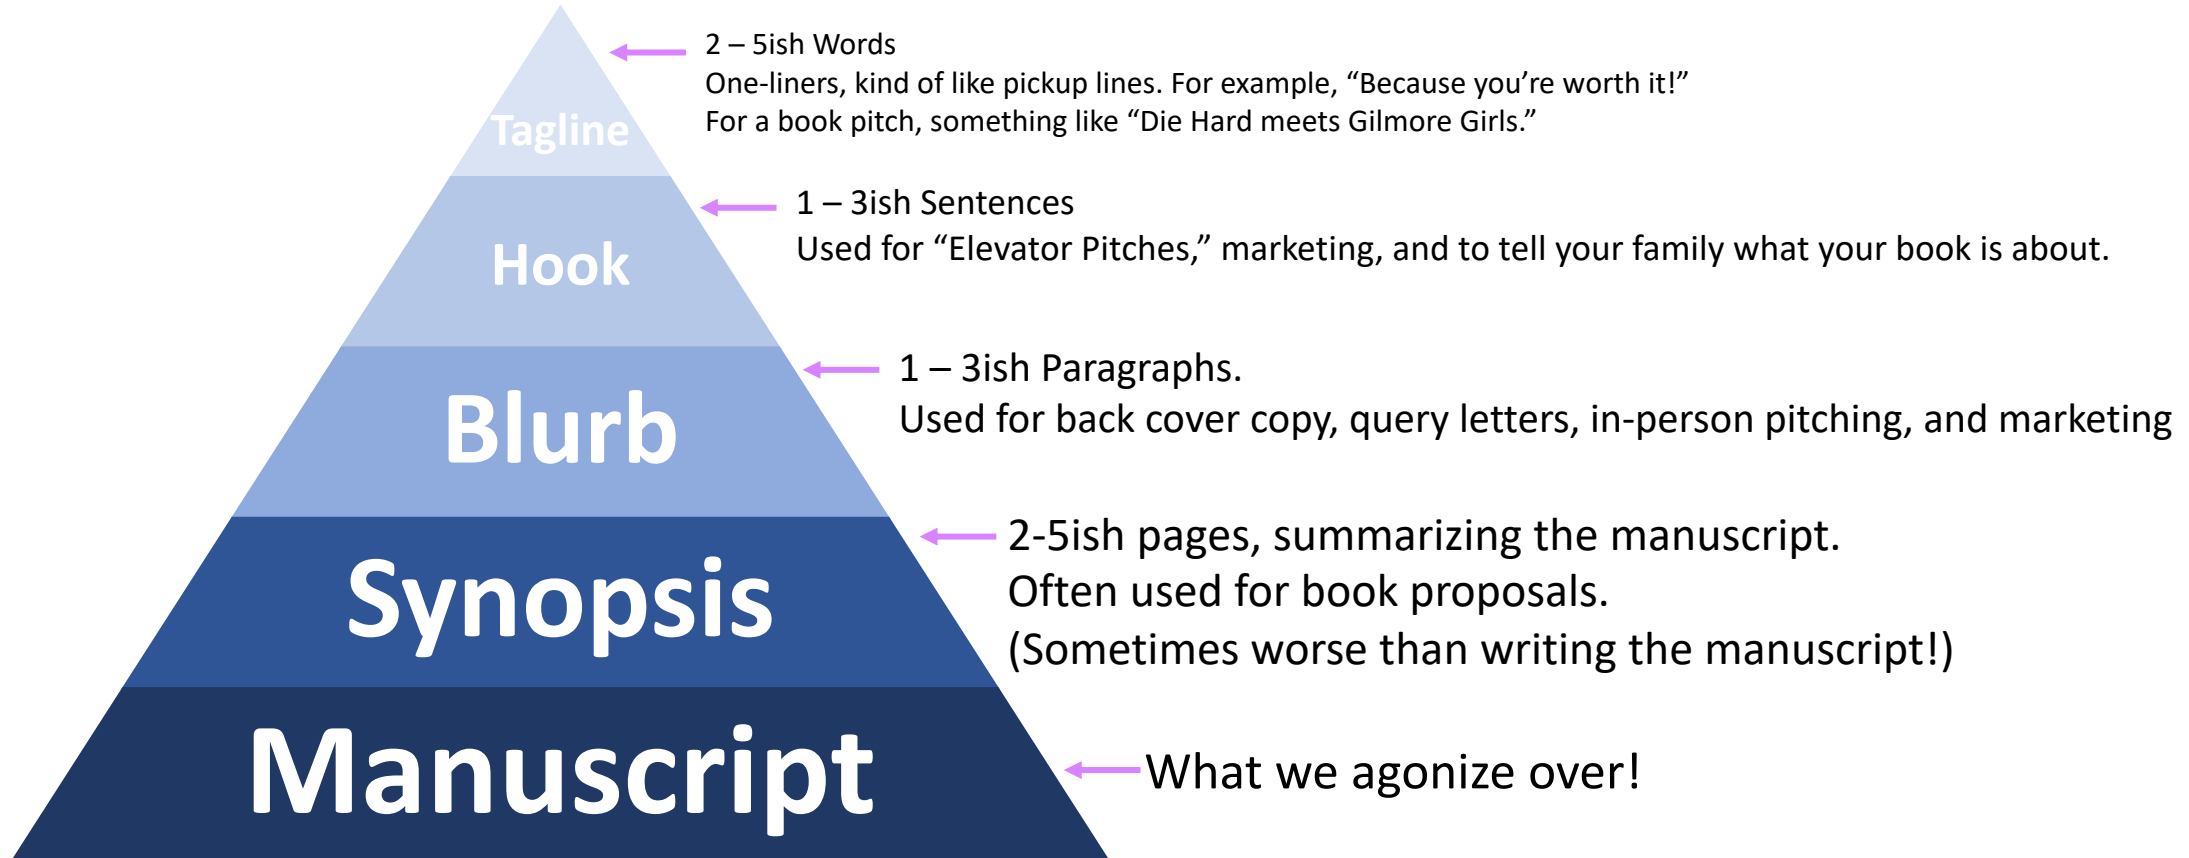 Tagline
2 – 5ish Words
One-liners, kind of like pickup lines. For example, “Because you’re worth it!”
For a book pitch, something like “Die Hard meets Gilmore Girls.”
Hook
1 – 3ish Sentences
Used for “Elevator Pitches,” marketing, and to tell your family what your book is about.
Blurb
1 – 3ish Paragraphs.
Used for back cover copy, query letters, in-person pitching, and marketing
Synopsis
2-5ish pages, summarizing the manuscript.
Often used for book proposals.
(Sometimes worse than writing the manuscript!)
Manuscript
What we agonize over!